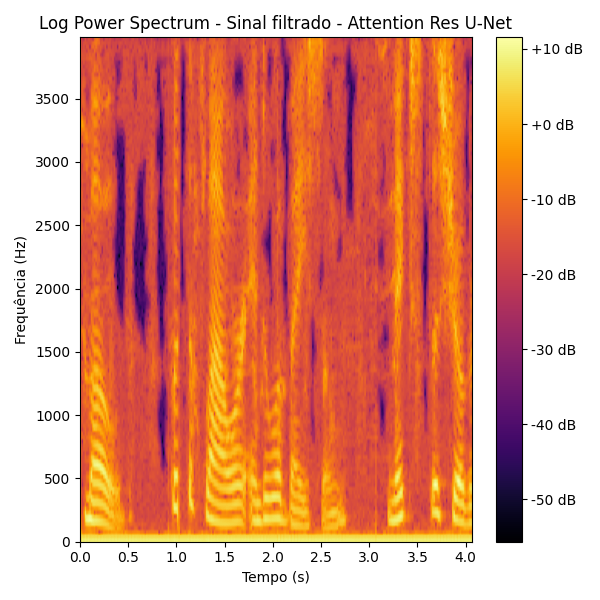 Log Power Spectrum - Sinal filtrado - Attention Res U-Net
Frequência (Hz)
3500
3000
2500
2000
1500
1000
500
0
0.0 0.5 1.0 1.5 2.0 2.5 3.0 3.5 4.0
Tempo (s)
+10 dB
+0 dB
-10 dB
-20 dB
-30 dB
-40 dB
-50 dB